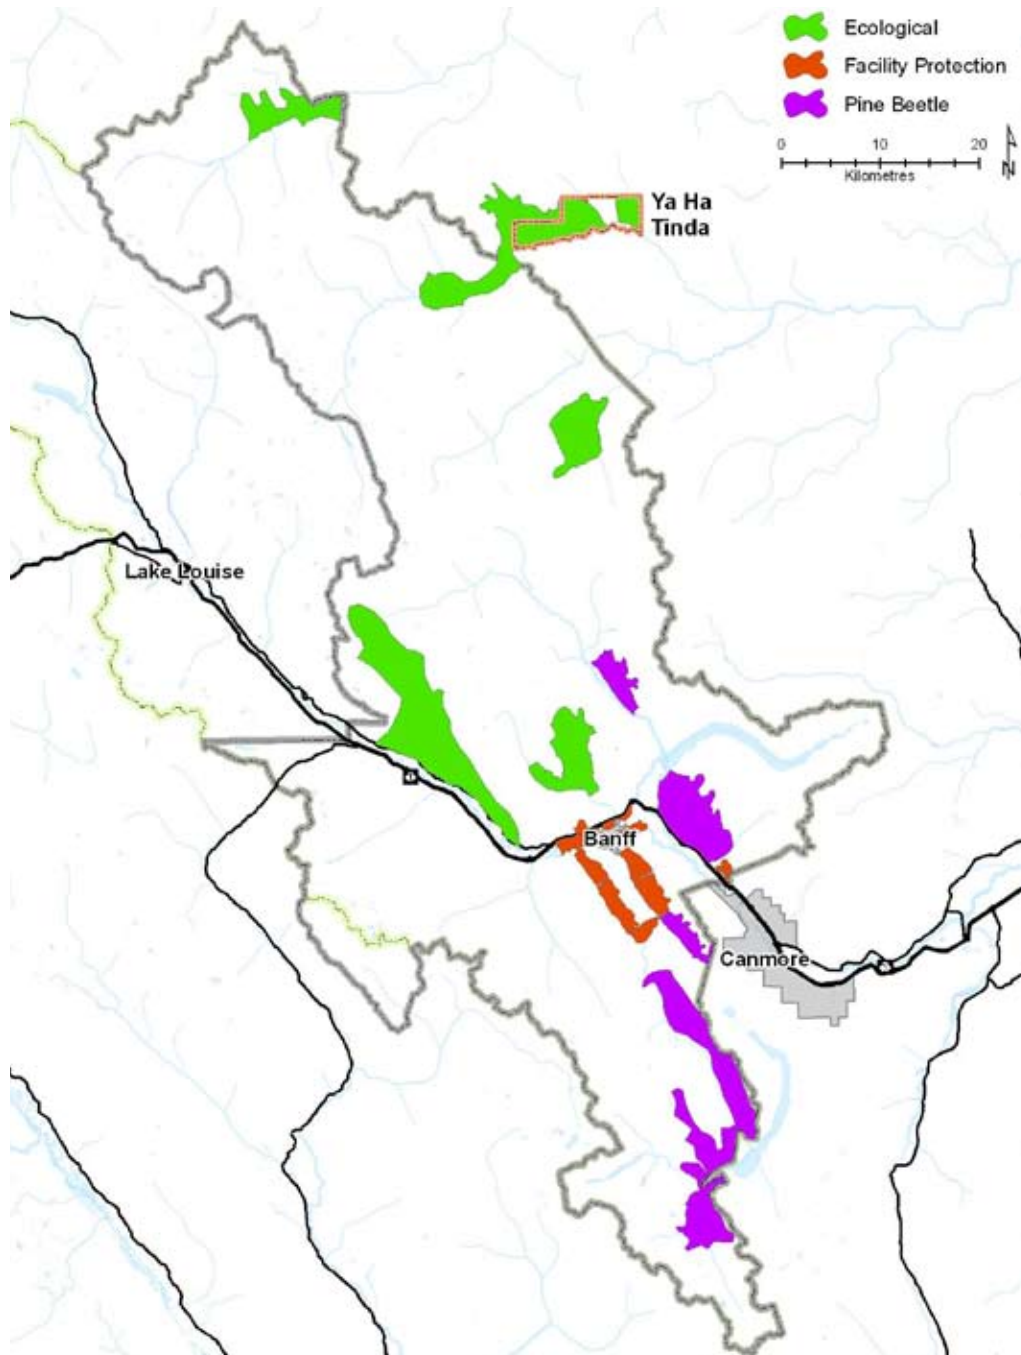 Ecological
Facility Protection
Pine Beetle
0 10 20
Kilometres
N
Ya Ha
Tinda
Lake Louise
Banff
Canmore